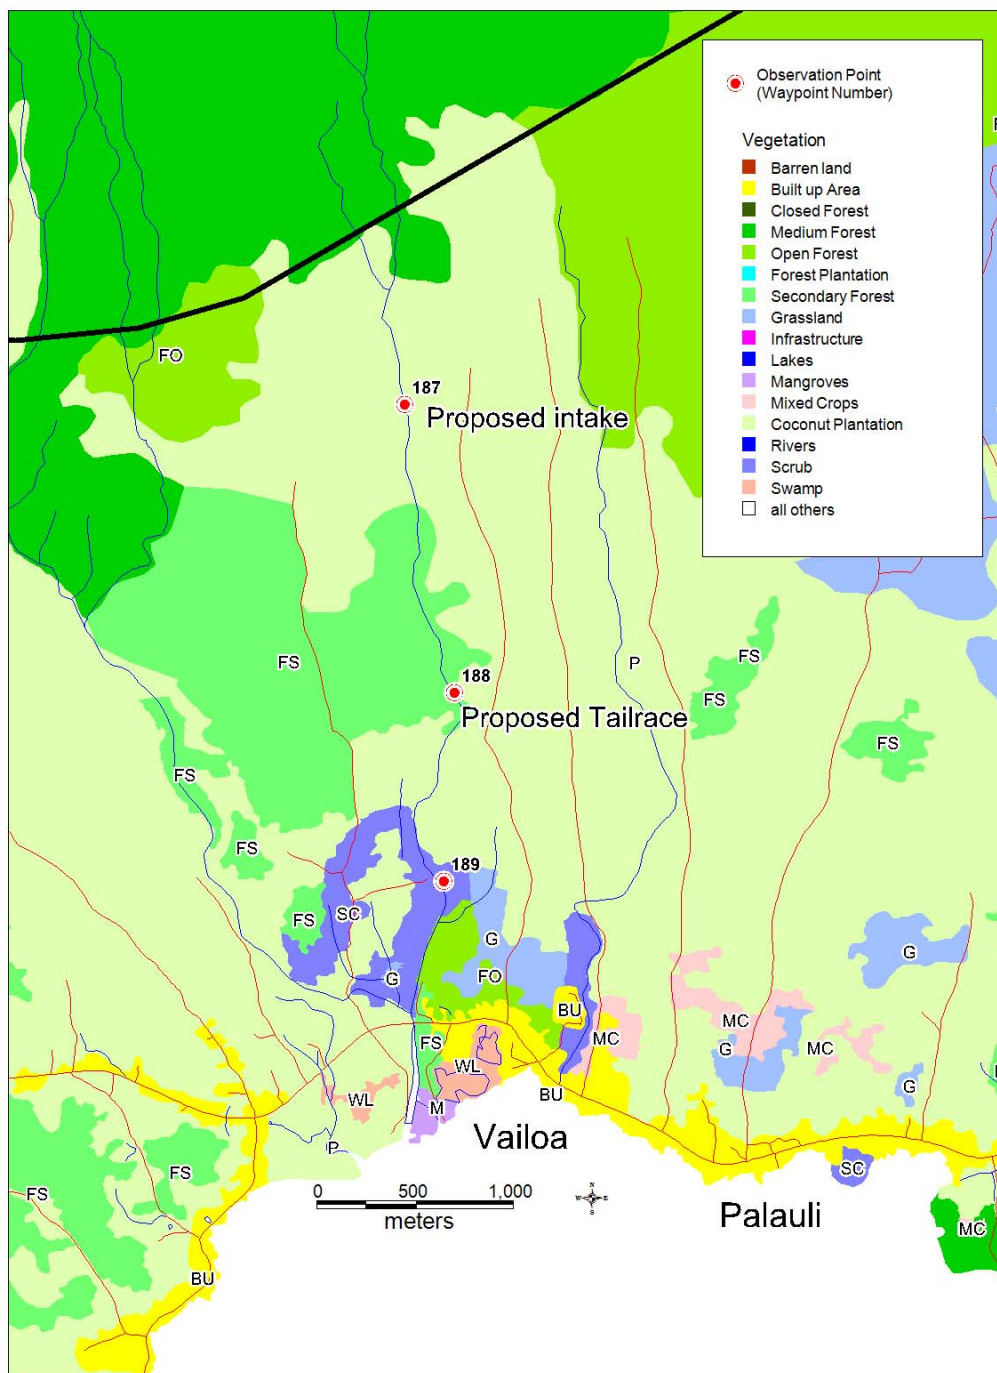 Observation Point
(Waypoint Number)
Vegetation
Barren land
Built up Area
Closed Forest
Medium Forest
Open Forest
Forest Plantation
Secondary Forest
Grassland
Infrastructure
Lakes
Mangroves
Mixed Crops
Coconut Plantation
Rivers
Scrub
Swamp
all others
FO
187
Proposed intake
FS
P
FS
188
FS
Proposed Tailrace
FS
FS
FS
189
FS
SC
G
G
G
FO
BU
MC
FS
MC
G
MC
WL
G
WL
BU
M
P
Vailoa
FS
SC
FS
0 500 1,000
meters
N
W E
S
Palauli
MC
BU